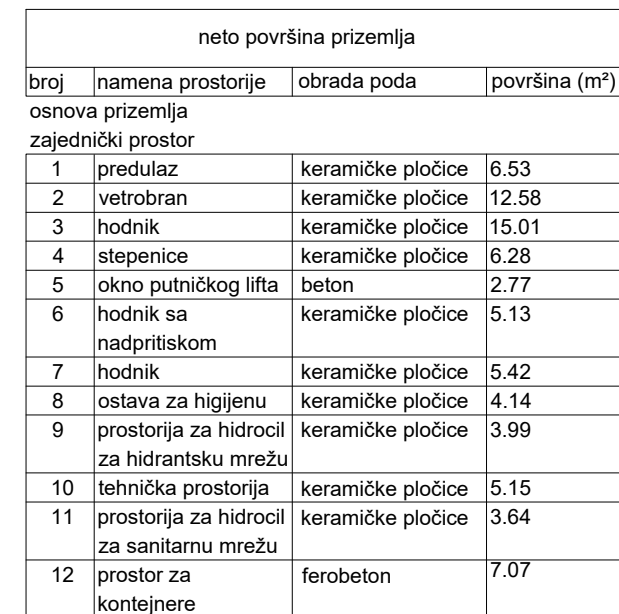 neto površina prizemlja
broj namena prostorije obrada poda površina (m²)
osnova prizemlja
zajednički prostor
1 predulaz keramičke pločice 6.53
2 vetrobran keramičke pločice 12.58
3 hodnik keramičke pločice 15.01
4 stepenice keramičke pločice 6.28
5 okno putničkog lifta beton 2.77
6 hodnik sa keramičke pločice 5.13
nadpritiskom
7 hodnik keramičke pločice 5.42
8 ostava za higijenu keramičke pločice 4.14
9 prostorija za hidrocil keramičke pločice 3.99
za hidrantsku mrežu
10 tehnička prostorija keramičke pločice 5.15
11 prostorija za hidrocil keramičke pločice 3.64
za sanitarnu mrežu
12 prostor za ferobeton 7.07
kontejnere